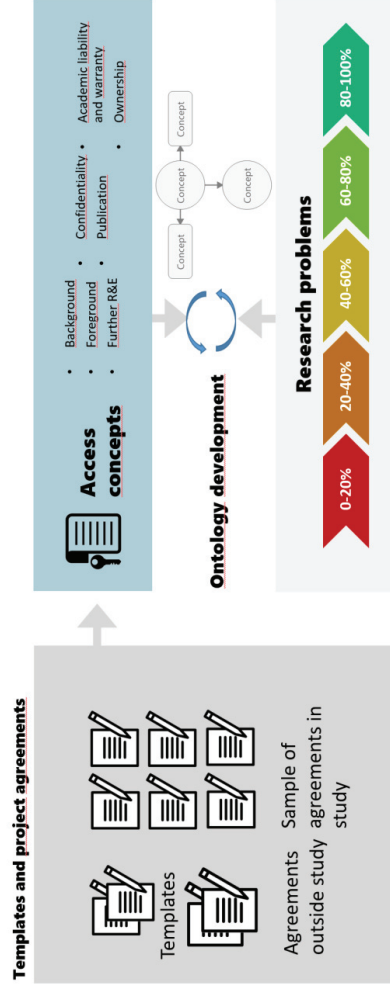 Templates and project agreements
Templates
Agreements
outside study
Sample of
agreements in
study
Access
concepts
• Background
• Foreground
• Further R&E
• Confidentiality
• Publication
• Academic liability
and warranty
• Ownership
Ontology development
Concept
Concept
Concept
Concept
Research problems
0-20%
20-40%
40-60%
60-80%
80-100%